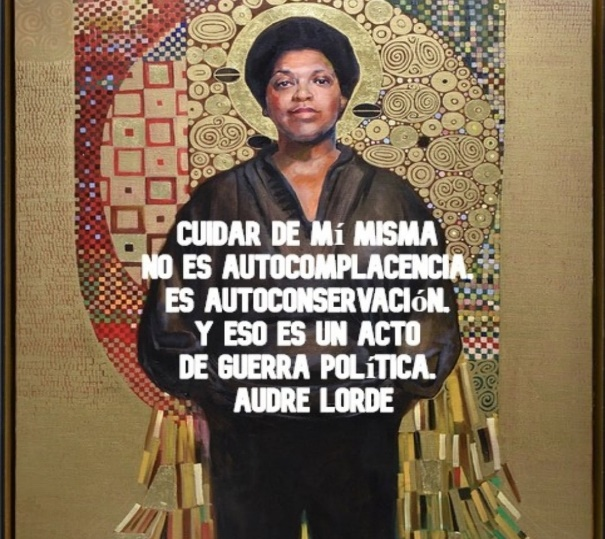 CUIDAR DE Mí MISMA
NO ES AUTOCOMPLACENCIA.
ES AUTOCONSERVACIóN.
Y ESO ES UN ACTO
DE GUERRA POLíTICA.
AUDRE LORDE